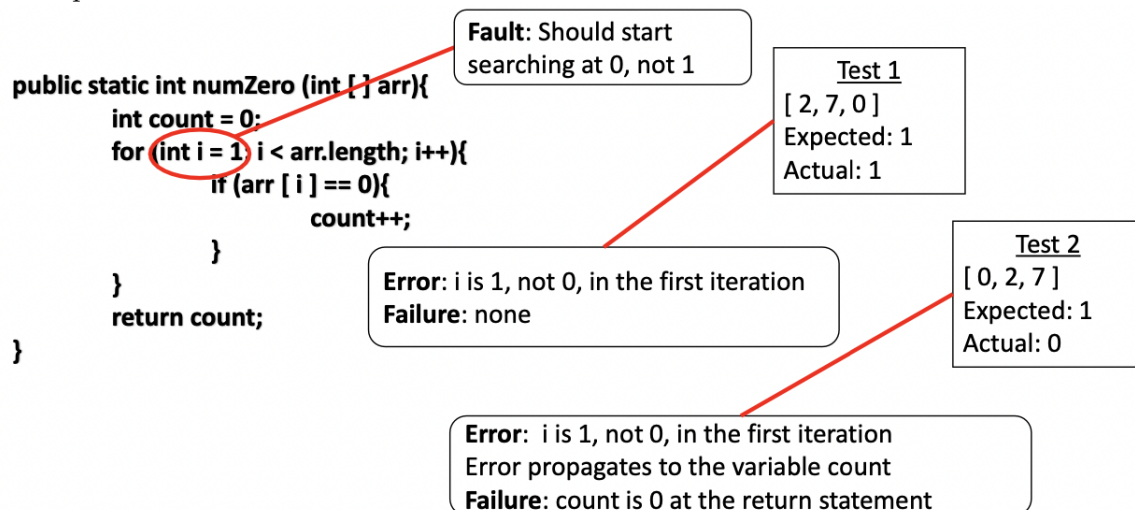 Fault: Should start
searching at 0, not 1
public static int numZero (int [ ] arr){
int count = 0;
for (int i = 1; i < arr.length; i++){
if (arr [ i ] == 0){
count++;
}
}
return count;
}
Test 1
[ 2, 7, 0 ]
Expected: 1
Actual: 1
Error: i is 1, not 0, in the first iteration
Failure: none
Test 2
[ 0, 2, 7 ]
Expected: 1
Actual: 0
Error: i is 1, not 0, in the first iteration
Error propagates to the variable count
Failure: count is 0 at the return statement